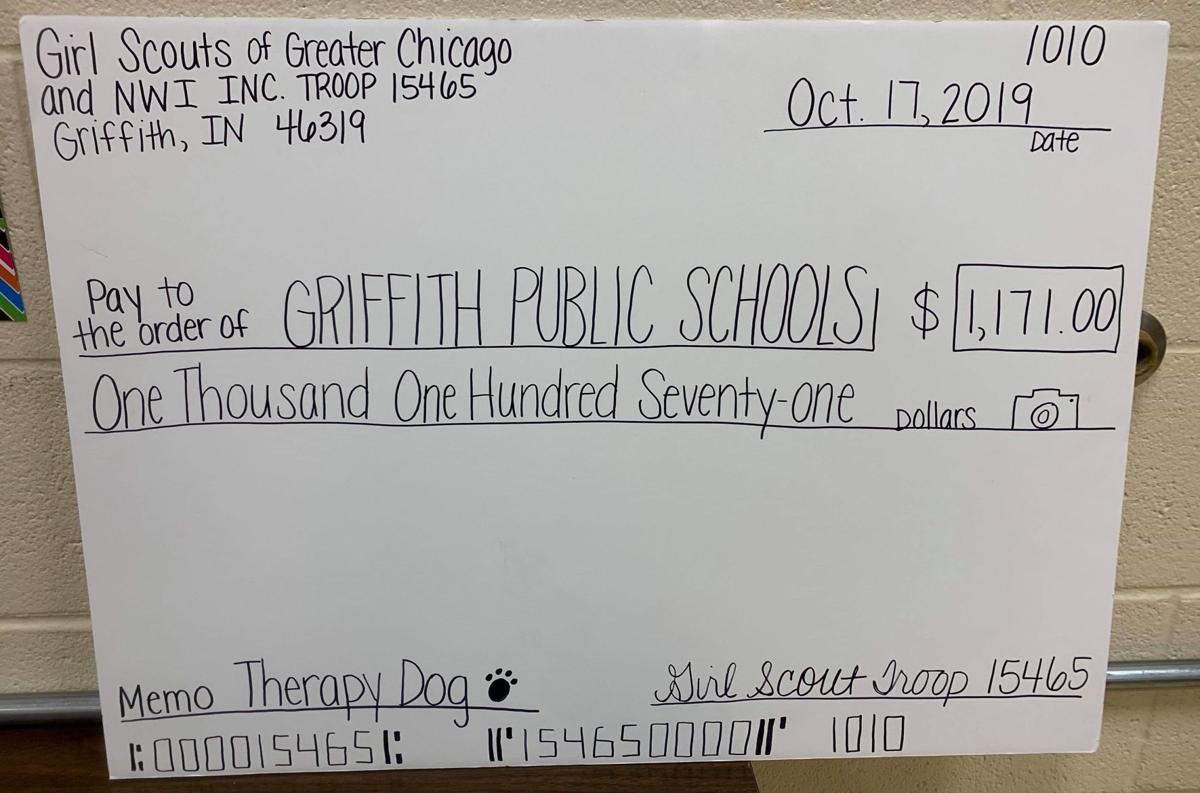 Girl Scouts of Greater Chicago
and NWI INC. TROOP 15465
Griffith, IN 46319
1010
Oct. 17, 2019
Date
Pay to
the order of GRIFFITH PUBLIC SCHOOLS $ 1,171.00
One Thousand One Hundred Seventy-one Dollars
Memo Therapy Dog
Girl Scout Troop 15465
000015465 154650000 1010